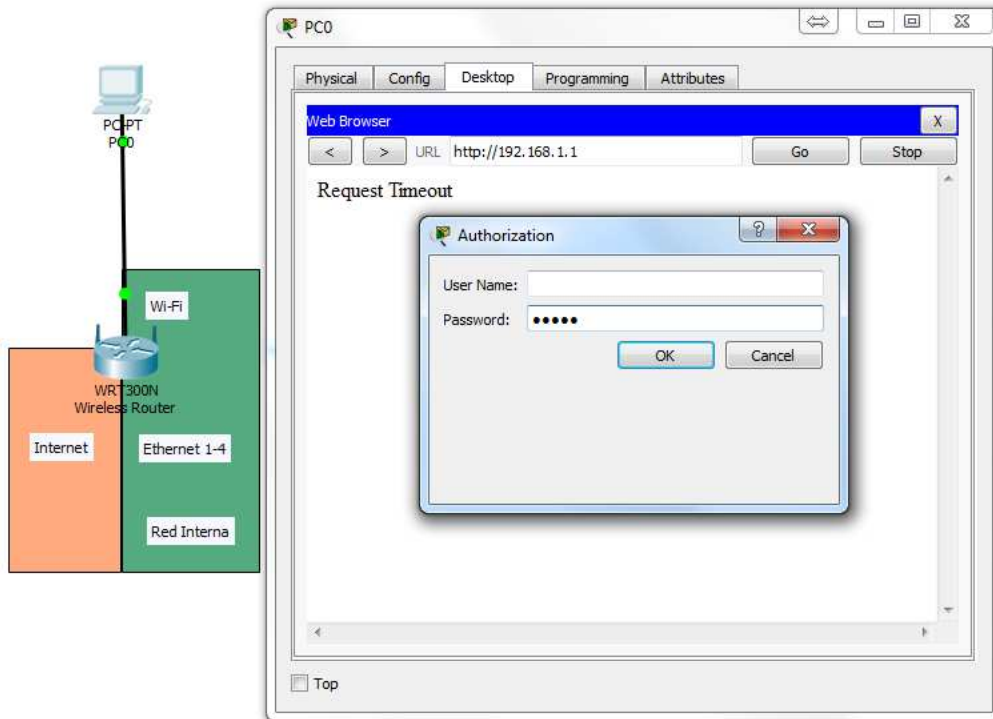 PC0
Physical Config Desktop Programming Attributes
Web Browser X
< > URL http://192.168.1.1 Go Stop
Request Timeout
Authorization
User Name:
Password: •••••
OK Cancel
Top
PC-PT
PC0
Wi-Fi
WRT300N
Wireless Router
Internet
Ethernet 1-4
Red Interna